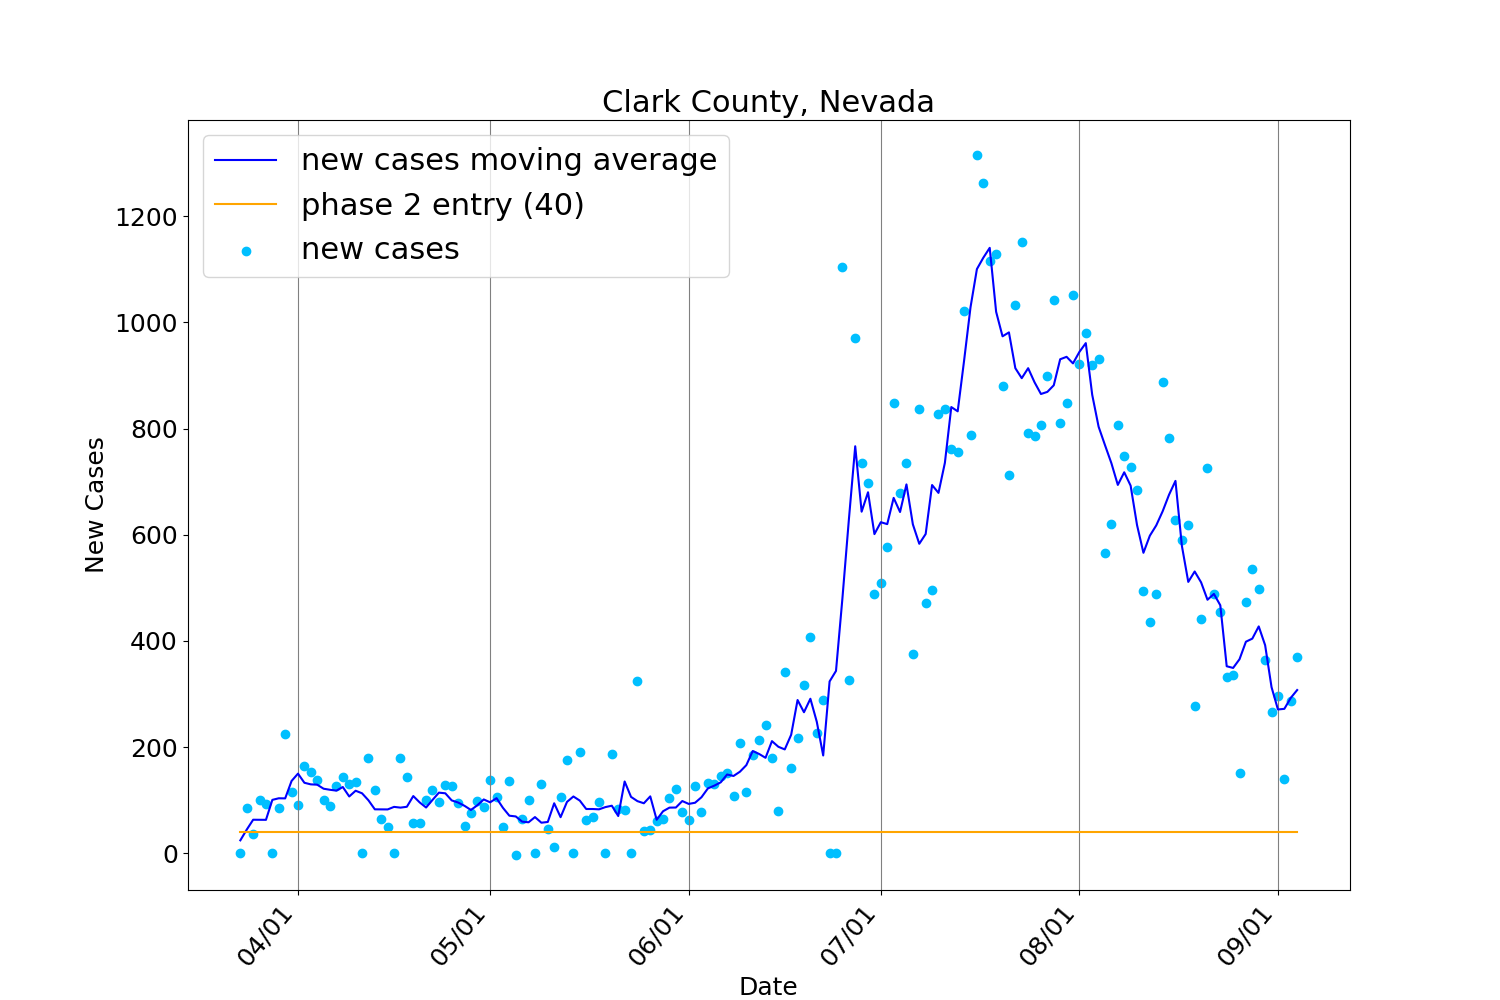 Clark County, Nevada
new cases moving average
phase 2 entry (40)
new cases
New Cases
1200
1000
800
600
400
200
0
04/01
05/01
06/01
07/01
08/01
09/01
Date